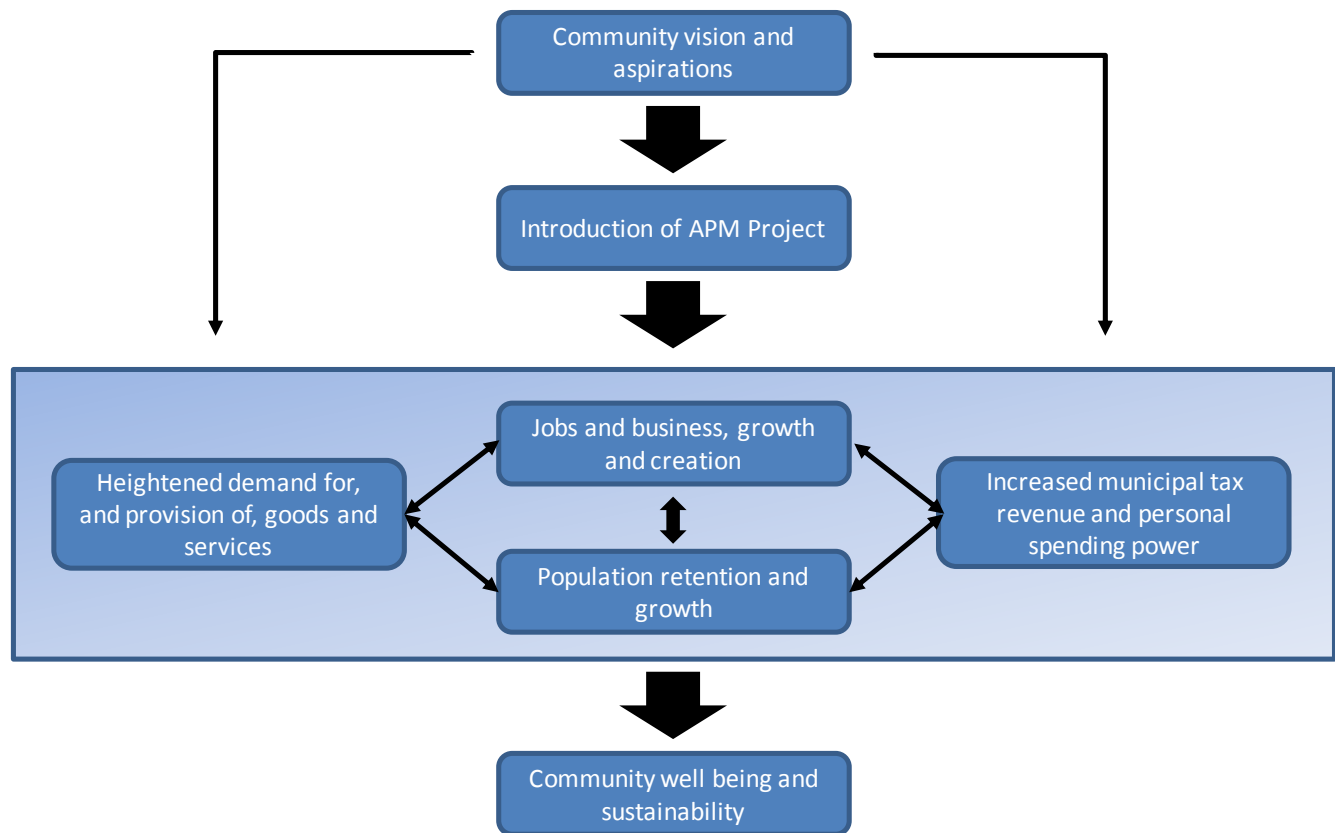 Community vision and
aspirations
Introduction of APM Project
Jobs and business, growth
and creation
Heightened demand for,
and provision of, goods and
services
Increased municipal tax
revenue and personal
spending power
Population retention and
growth
Community well being and
sustainability